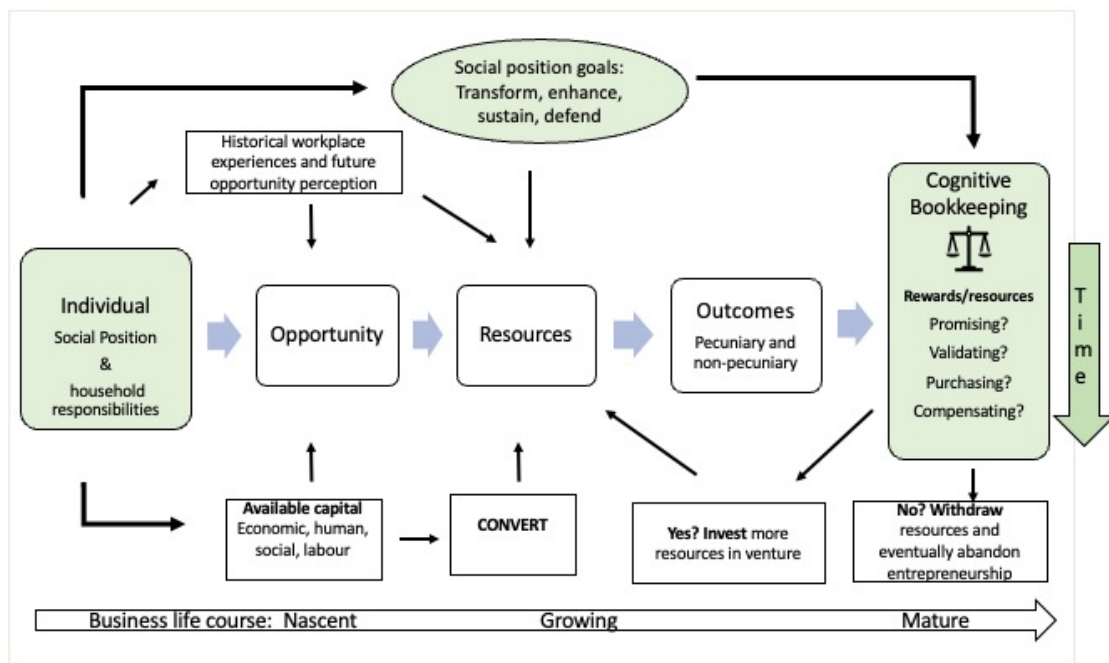 Social position goals:
Transform, enhance,
sustain, defend
Historical workplace
experiences and future
opportunity perception
Cognitive
Bookkeeping
Rewards/resources
Promising?
Validating?
Purchasing?
Compensating?
Time
Individual
Social Position
&
household
responsibilities
Opportunity
Resources
Outcomes
Pecuniary and
non-pecuniary
Available capital
Economic, human,
social, labour
CONVERT
Yes? Invest more
resources in venture
No? Withdraw
resources and
eventually abandon
entrepreneurship
Business life course: Nascent Growing Mature